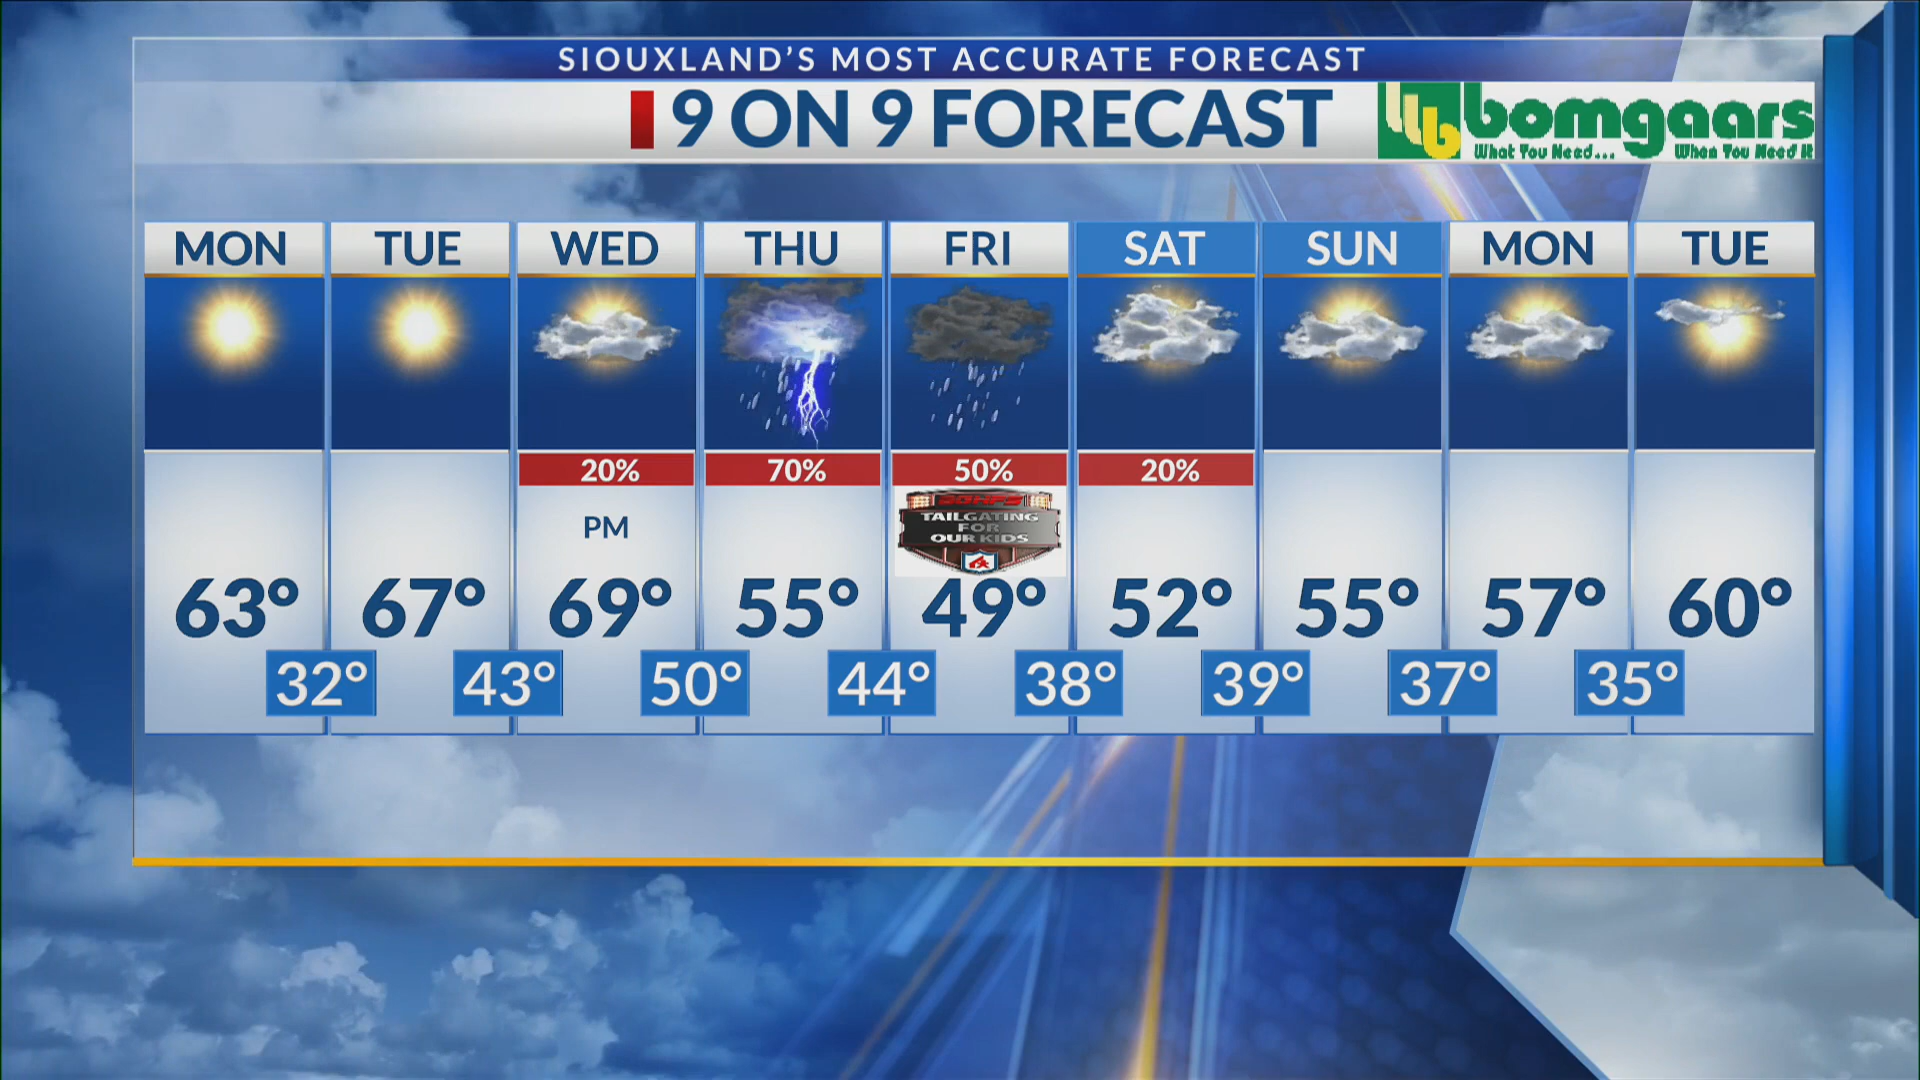 SIOUXLAND'S MOST ACCURATE FORECAST
9 ON 9 FORECAST
bomgaars
What You Need... When You Need It
MON TUE WED THU FRI SAT SUN MON TUE
20% 70% 50% 20%
PM
TAILGATING
FOR
OUR KIDS
63° 67° 69° 55° 49° 52° 55° 57° 60°
32° 43° 50° 44° 38° 39° 37° 35°